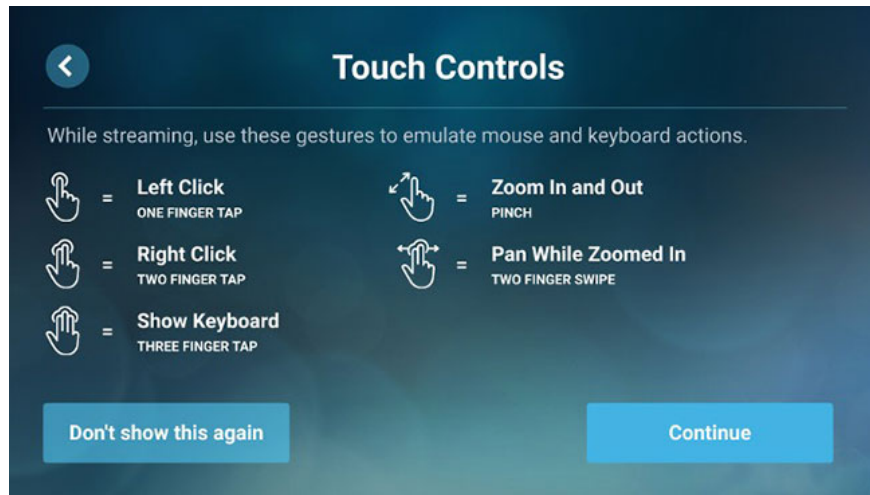 Touch Controls
While streaming, use these gestures to emulate mouse and keyboard actions.
= Left Click
ONE FINGER TAP
= Right Click
TWO FINGER TAP
= Show Keyboard
THREE FINGER TAP
= Zoom In and Out
PINCH
= Pan While Zoomed In
TWO FINGER SWIPE
Don't show this again
Continue